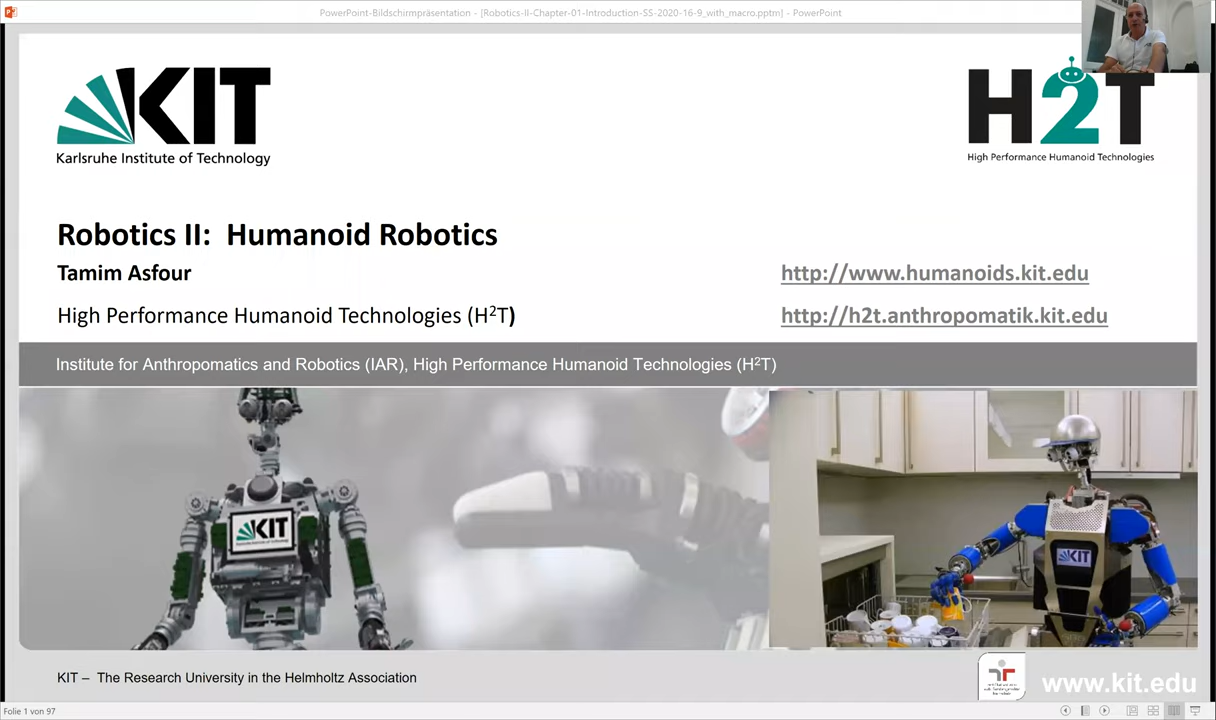 PowerPoint-Bildschirmpräsentation - [Robotics-II-Chapter-01-Introduction-SS-2020-16-9_with_macro.pptm] - PowerPoint
KIT
Karlsruhe Institute of Technology
H2T
High Performance Humanoid Technologies
Robotics II: Humanoid Robotics
Tamim Asfour
http://www.humanoids.kit.edu
High Performance Humanoid Technologies (H²T)
http://h2t.anthropomatik.kit.edu
Institute for Anthropomatics and Robotics (IAR), High Performance Humanoid Technologies (H²T)
KIT
KIT
KIT – The Research University in the Helmholtz Association
www.kit.edu
Folie 1 von 97